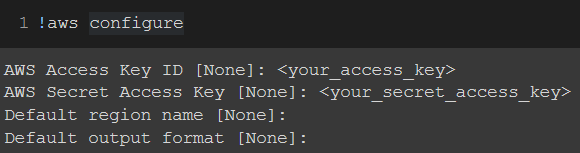 1 !aws configure
AWS Access Key ID [None]: <your_access_key>
AWS Secret Access Key [None]: <your_secret_access_key>
Default region name [None]:
Default output format [None]: